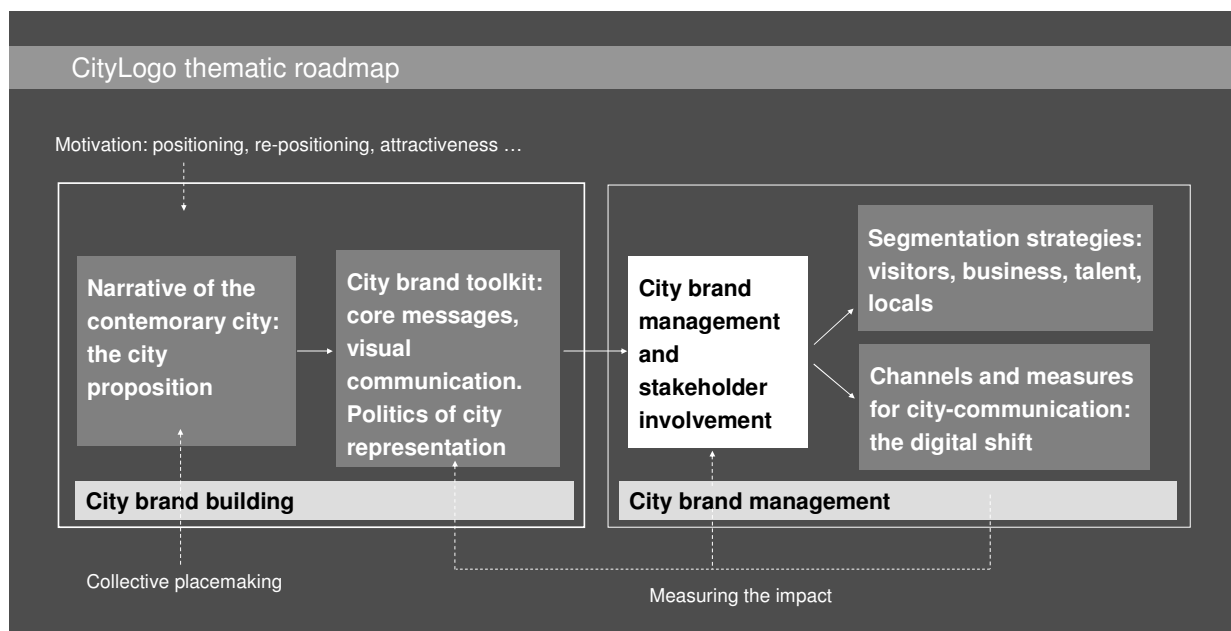 CityLogo thematic roadmap
Motivation: positioning, re-positioning, attractiveness …
Narrative of the
contemorary city:
the city
proposition
City brand toolkit:
core messages,
visual
communication.
Politics of city
representation
City brand building
City brand
management
and
stakeholder
involvement
Segmentation strategies:
visitors, business, talent,
locals
Channels and measures
for city-communication:
the digital shift
City brand management
Collective placemaking
Measuring the impact